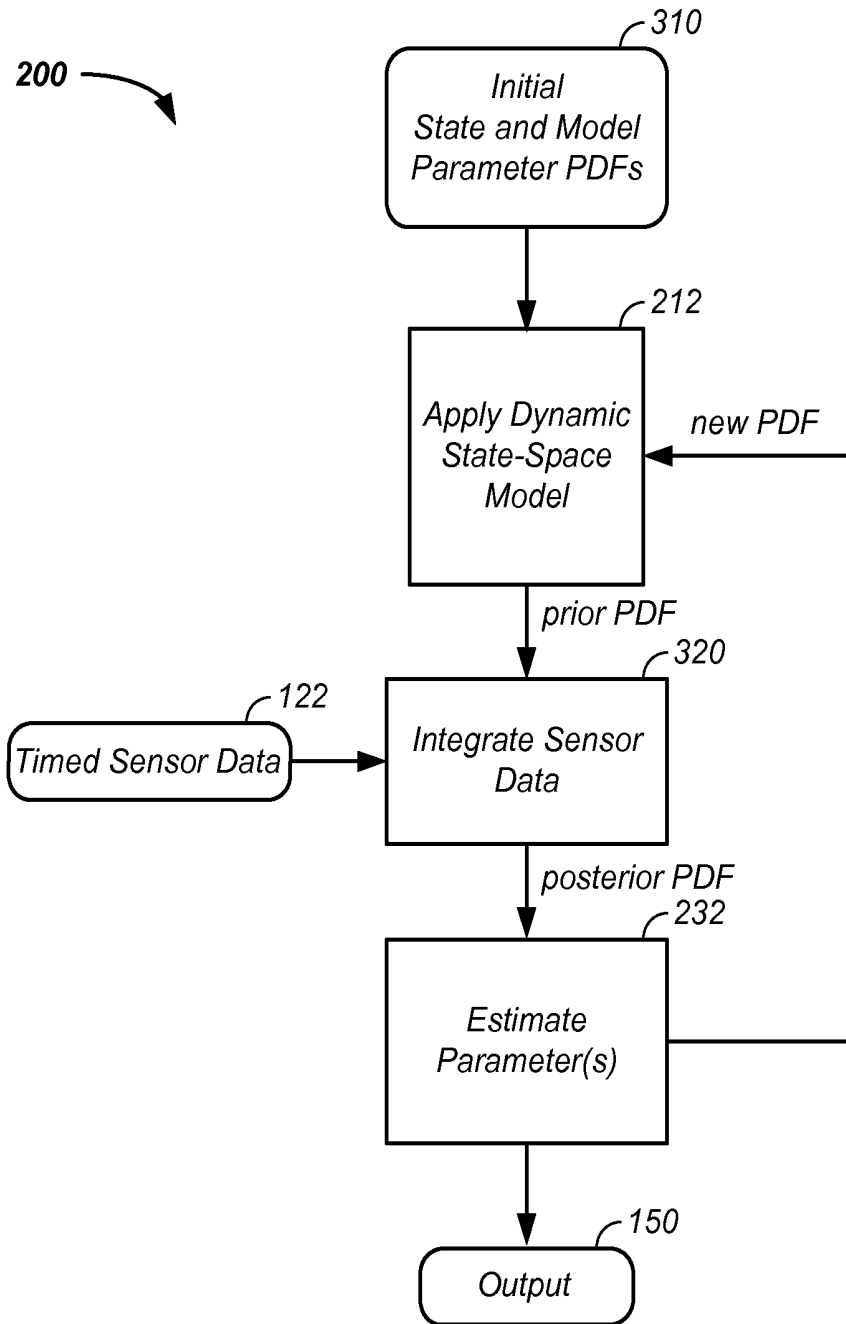 310
200
Initial
State and Model
Parameter PDFs
212
Apply Dynamic
State-Space
Model
new PDF
prior PDF
320
122
Timed Sensor Data
Integrate Sensor
Data
posterior PDF
232
Estimate
Parameter(s)
150
Output